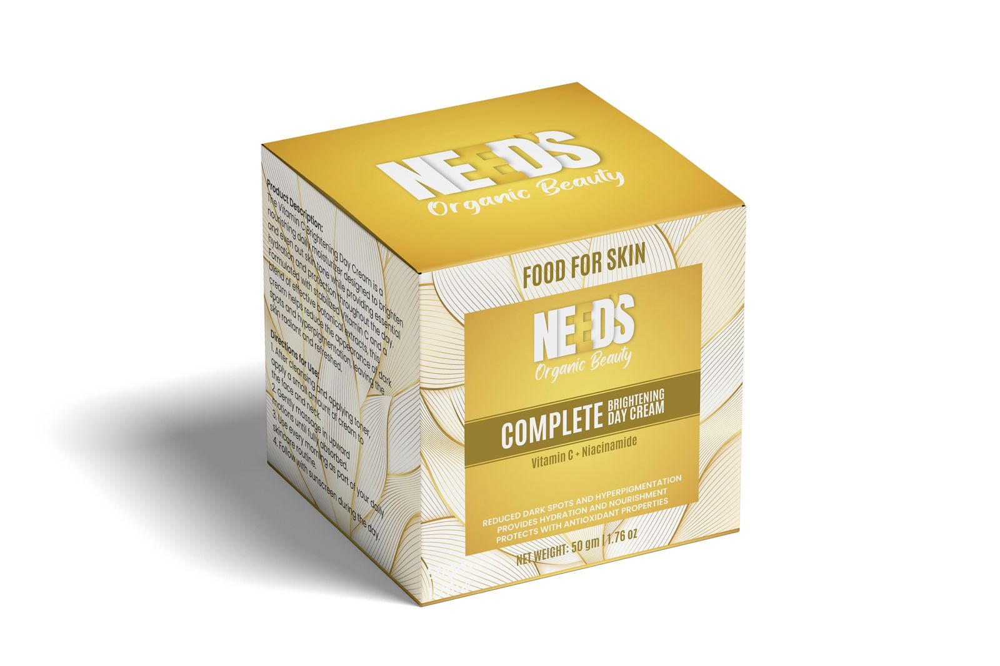 NEED'S
Organic Beauty
FOOD FOR SKIN
NEED'S
Organic Beauty
COMPLETE BRIGHTENING
DAY CREAM
Vitamin C + Niacinamide
REDUCED DARK SPOTS AND HYPERPIGMENTATION
PROVIDES HYDRATION AND NOURISHMENT
PROTECTS WITH ANTIOXIDANT PROPERTIES
NET WEIGHT: 50 gm | 1.76 oz
Product Description:
The Vitamin C Brightening Day Cream is a
nourishing daily moisturizer designed to brighten
and even out skin tone while providing essential
hydration and protection throughout the day.
Formulated with stabilized Vitamin C and a
blend of effective botanical extracts, this
cream helps reduce the appearance of dark
spots and hyperpigmentation, leaving the
skin radiant and refreshed.
Directions for Use:
1. After cleansing and applying toner,
apply a small amount of cream to
the face and neck.
2. Gently massage in upward
motions until fully absorbed.
3. Use every morning as part of your daily
skincare routine.
4. Follow with sunscreen during the day.